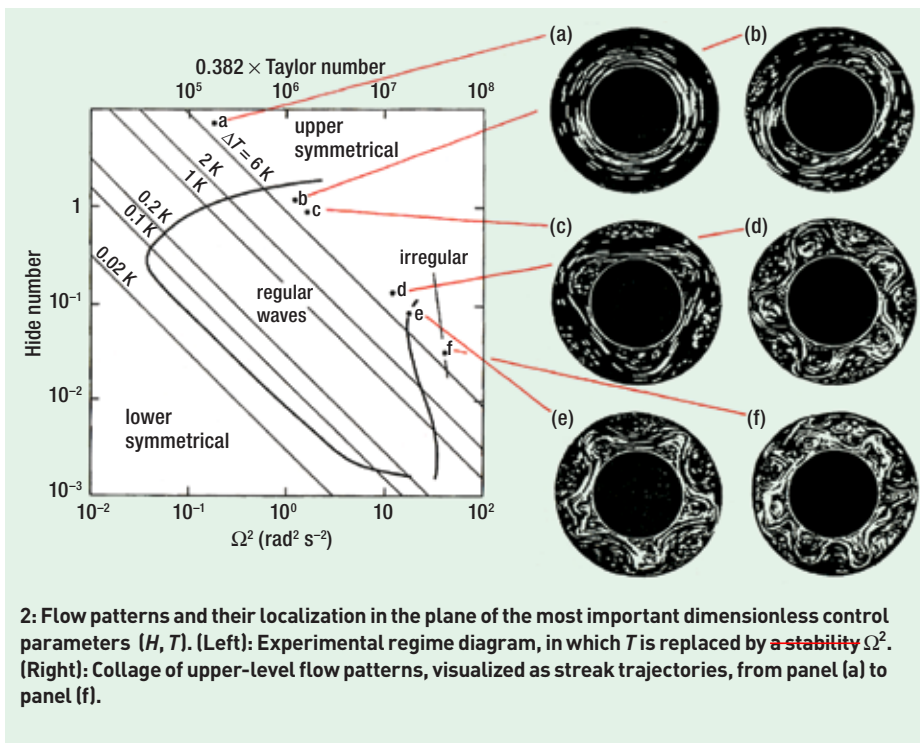 (a)
(b)
0.382 × Taylor number
10⁵
10⁶
10⁷
10⁸
a
upper
symmetrical
ΔT = 6 K
2 K
1 K
b
c
1
0.2 K
0.1 K
(c)
(d)
0.02 K
irregular
regular
waves
d
10⁻¹
e
f
Hide number
10⁻²
lower
symmetrical
(e)
(f)
10⁻³
10⁻²
10⁻¹
10⁰
10
10²
Ω² (rad² s⁻²)
2: Flow patterns and their localization in the plane of the most important dimensionless control
parameters (H, T). (Left): Experimental regime diagram, in which T is replaced by a stability Ω².
(Right): Collage of upper-level flow patterns, visualized as streak trajectories, from panel (a) to
panel (f).